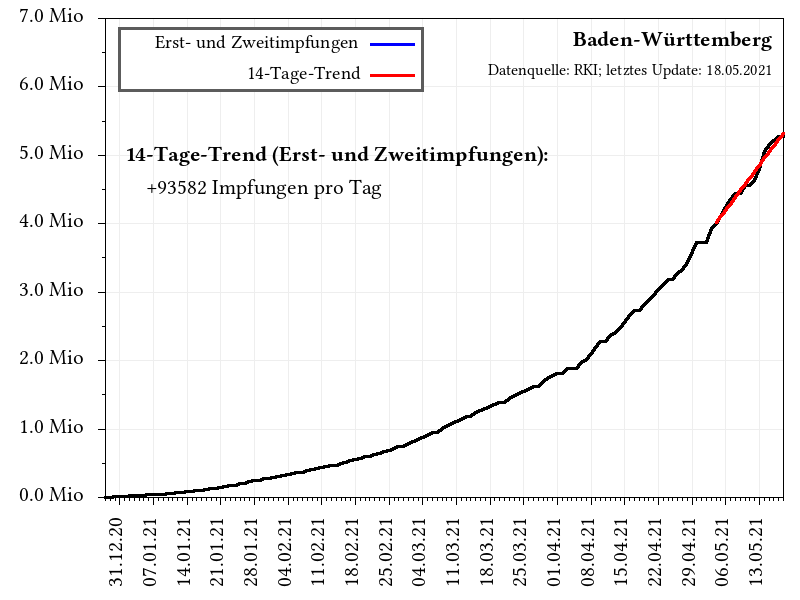 7.0 Mio
6.0 Mio
5.0 Mio
4.0 Mio
3.0 Mio
2.0 Mio
1.0 Mio
0.0 Mio
Erst- und Zweitimpfungen
14-Tage-Trend
Baden-Württemberg
Datenquelle: RKI; letztes Update: 18.05.2021
14-Tage-Trend (Erst- und Zweitimpfungen):
+93582 Impfungen pro Tag
31.12.20
07.01.21
14.01.21
21.01.21
28.01.21
04.02.21
11.02.21
18.02.21
25.02.21
04.03.21
11.03.21
18.03.21
25.03.21
01.04.21
08.04.21
15.04.21
22.04.21
29.04.21
06.05.21
13.05.21